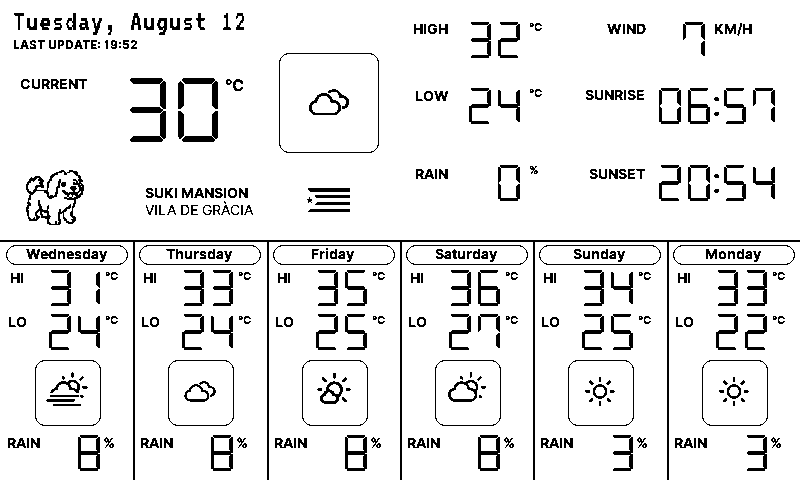 Tuesday, August 12
LAST UPDATE: 19:52
CURRENT 30 °C
HIGH 32 °C
WIND 7 KM/H
LOW 24 °C
SUNRISE 06:57
RAIN 0 %
SUNSET 20:54
SUKI MANSION
VILA DE GRÀCIA
Wednesday
HI 31 °C
LO 24 °C
RAIN 8 %
Thursday
HI 33 °C
LO 24 °C
RAIN 8 %
Friday
HI 35 °C
LO 25 °C
RAIN 8 %
Saturday
HI 36 °C
LO 27 °C
RAIN 8 %
Sunday
HI 34 °C
LO 25 °C
RAIN 3 %
Monday
HI 33 °C
LO 22 °C
RAIN 3 %